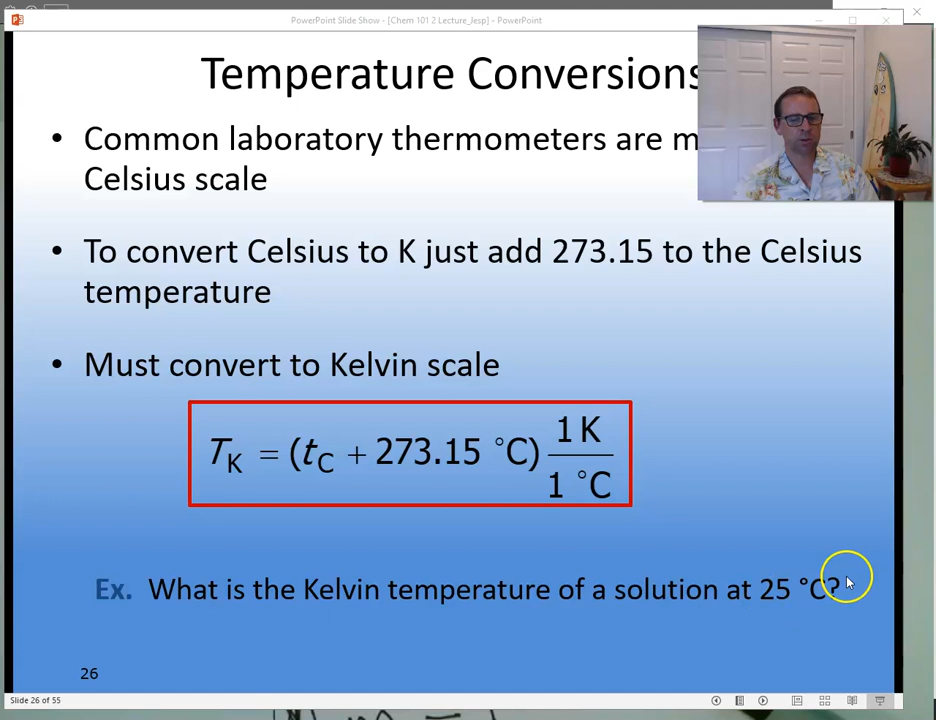 PowerPoint Slide Show - [Chem 101 2 Lecture_Jesp] - PowerPoint
Temperature Conversions
• Common laboratory thermometers are m
Celsius scale
• To convert Celsius to K just add 273.15 to the Celsius
temperature
• Must convert to Kelvin scale
T_K = (t_C + 273.15 °C) 1 K / 1 °C
Ex. What is the Kelvin temperature of a solution at 25 °C?
26
Slide 26 of 55